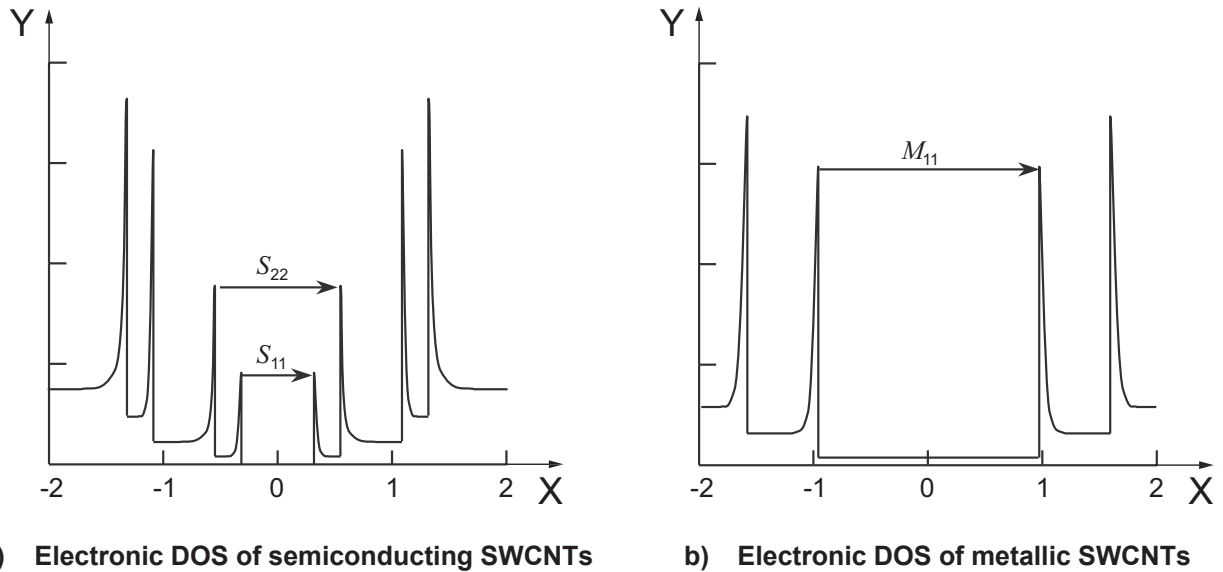 Y
S22
S11
-2 -1 0 1 2 X
) Electronic DOS of semiconducting SWCNTs
Y
M11
-2 -1 0 1 2 X
b) Electronic DOS of metallic SWCNTs